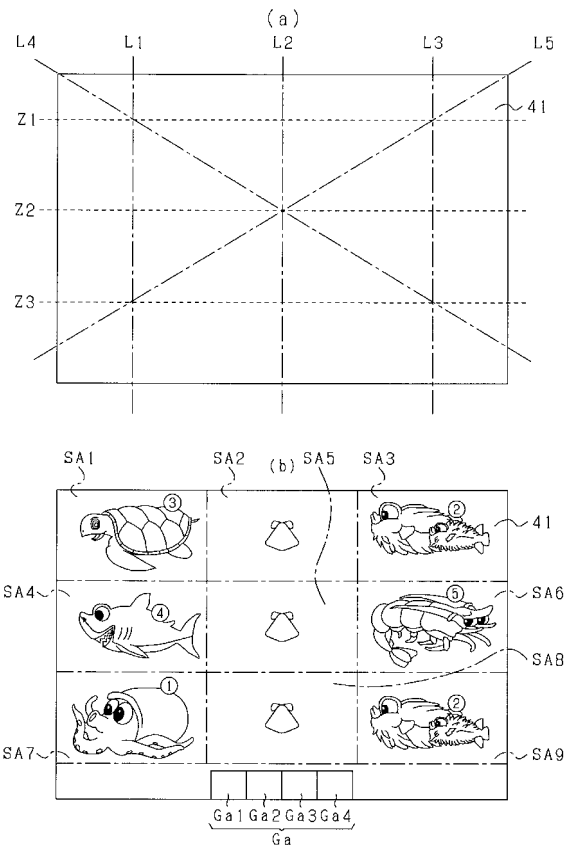 (a)
L4 L1 L2 L3 L5
41
Z1
Z2
Z3
SA1 SA2 (b) SA5 SA3
③ ②
41
SA4 ④ ⑤ SA6
SA8
① ②
SA7 SA9
Ga1 Ga2 Ga3 Ga4
Ga